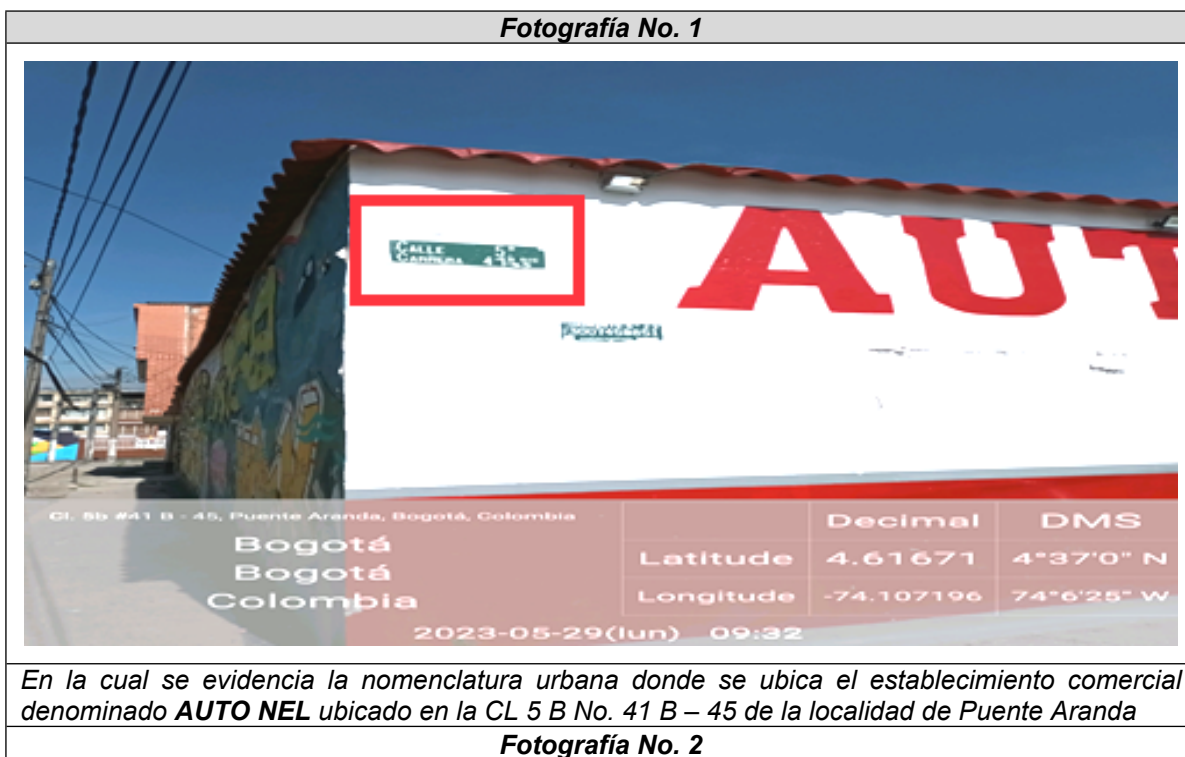 Fotografía No. 1
CALLE 5
CARRERA
AUT
Cl. 5b #41 B - 45, Puente Aranda, Bogotá, Colombia
Bogotá
Bogotá
Colombia
Decimal DMS
Latitude 4.61671 4°37'0" N
Longitude -74.107196 74°6'25" W
2023-05-29(lun) 09:32
En la cual se evidencia la nomenclatura urbana donde se ubica el establecimiento comercial
denominado AUTO NEL ubicado en la CL 5 B No. 41 B – 45 de la localidad de Puente Aranda
Fotografía No. 2